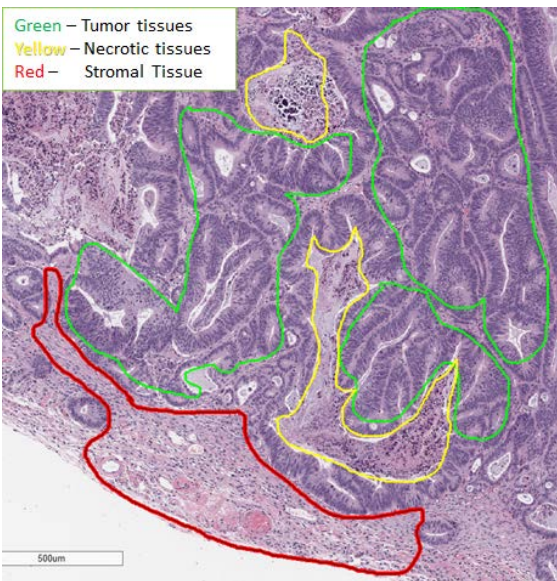 Green – Tumor tissues
Yellow – Necrotic tissues
Red – Stromal Tissue
500um